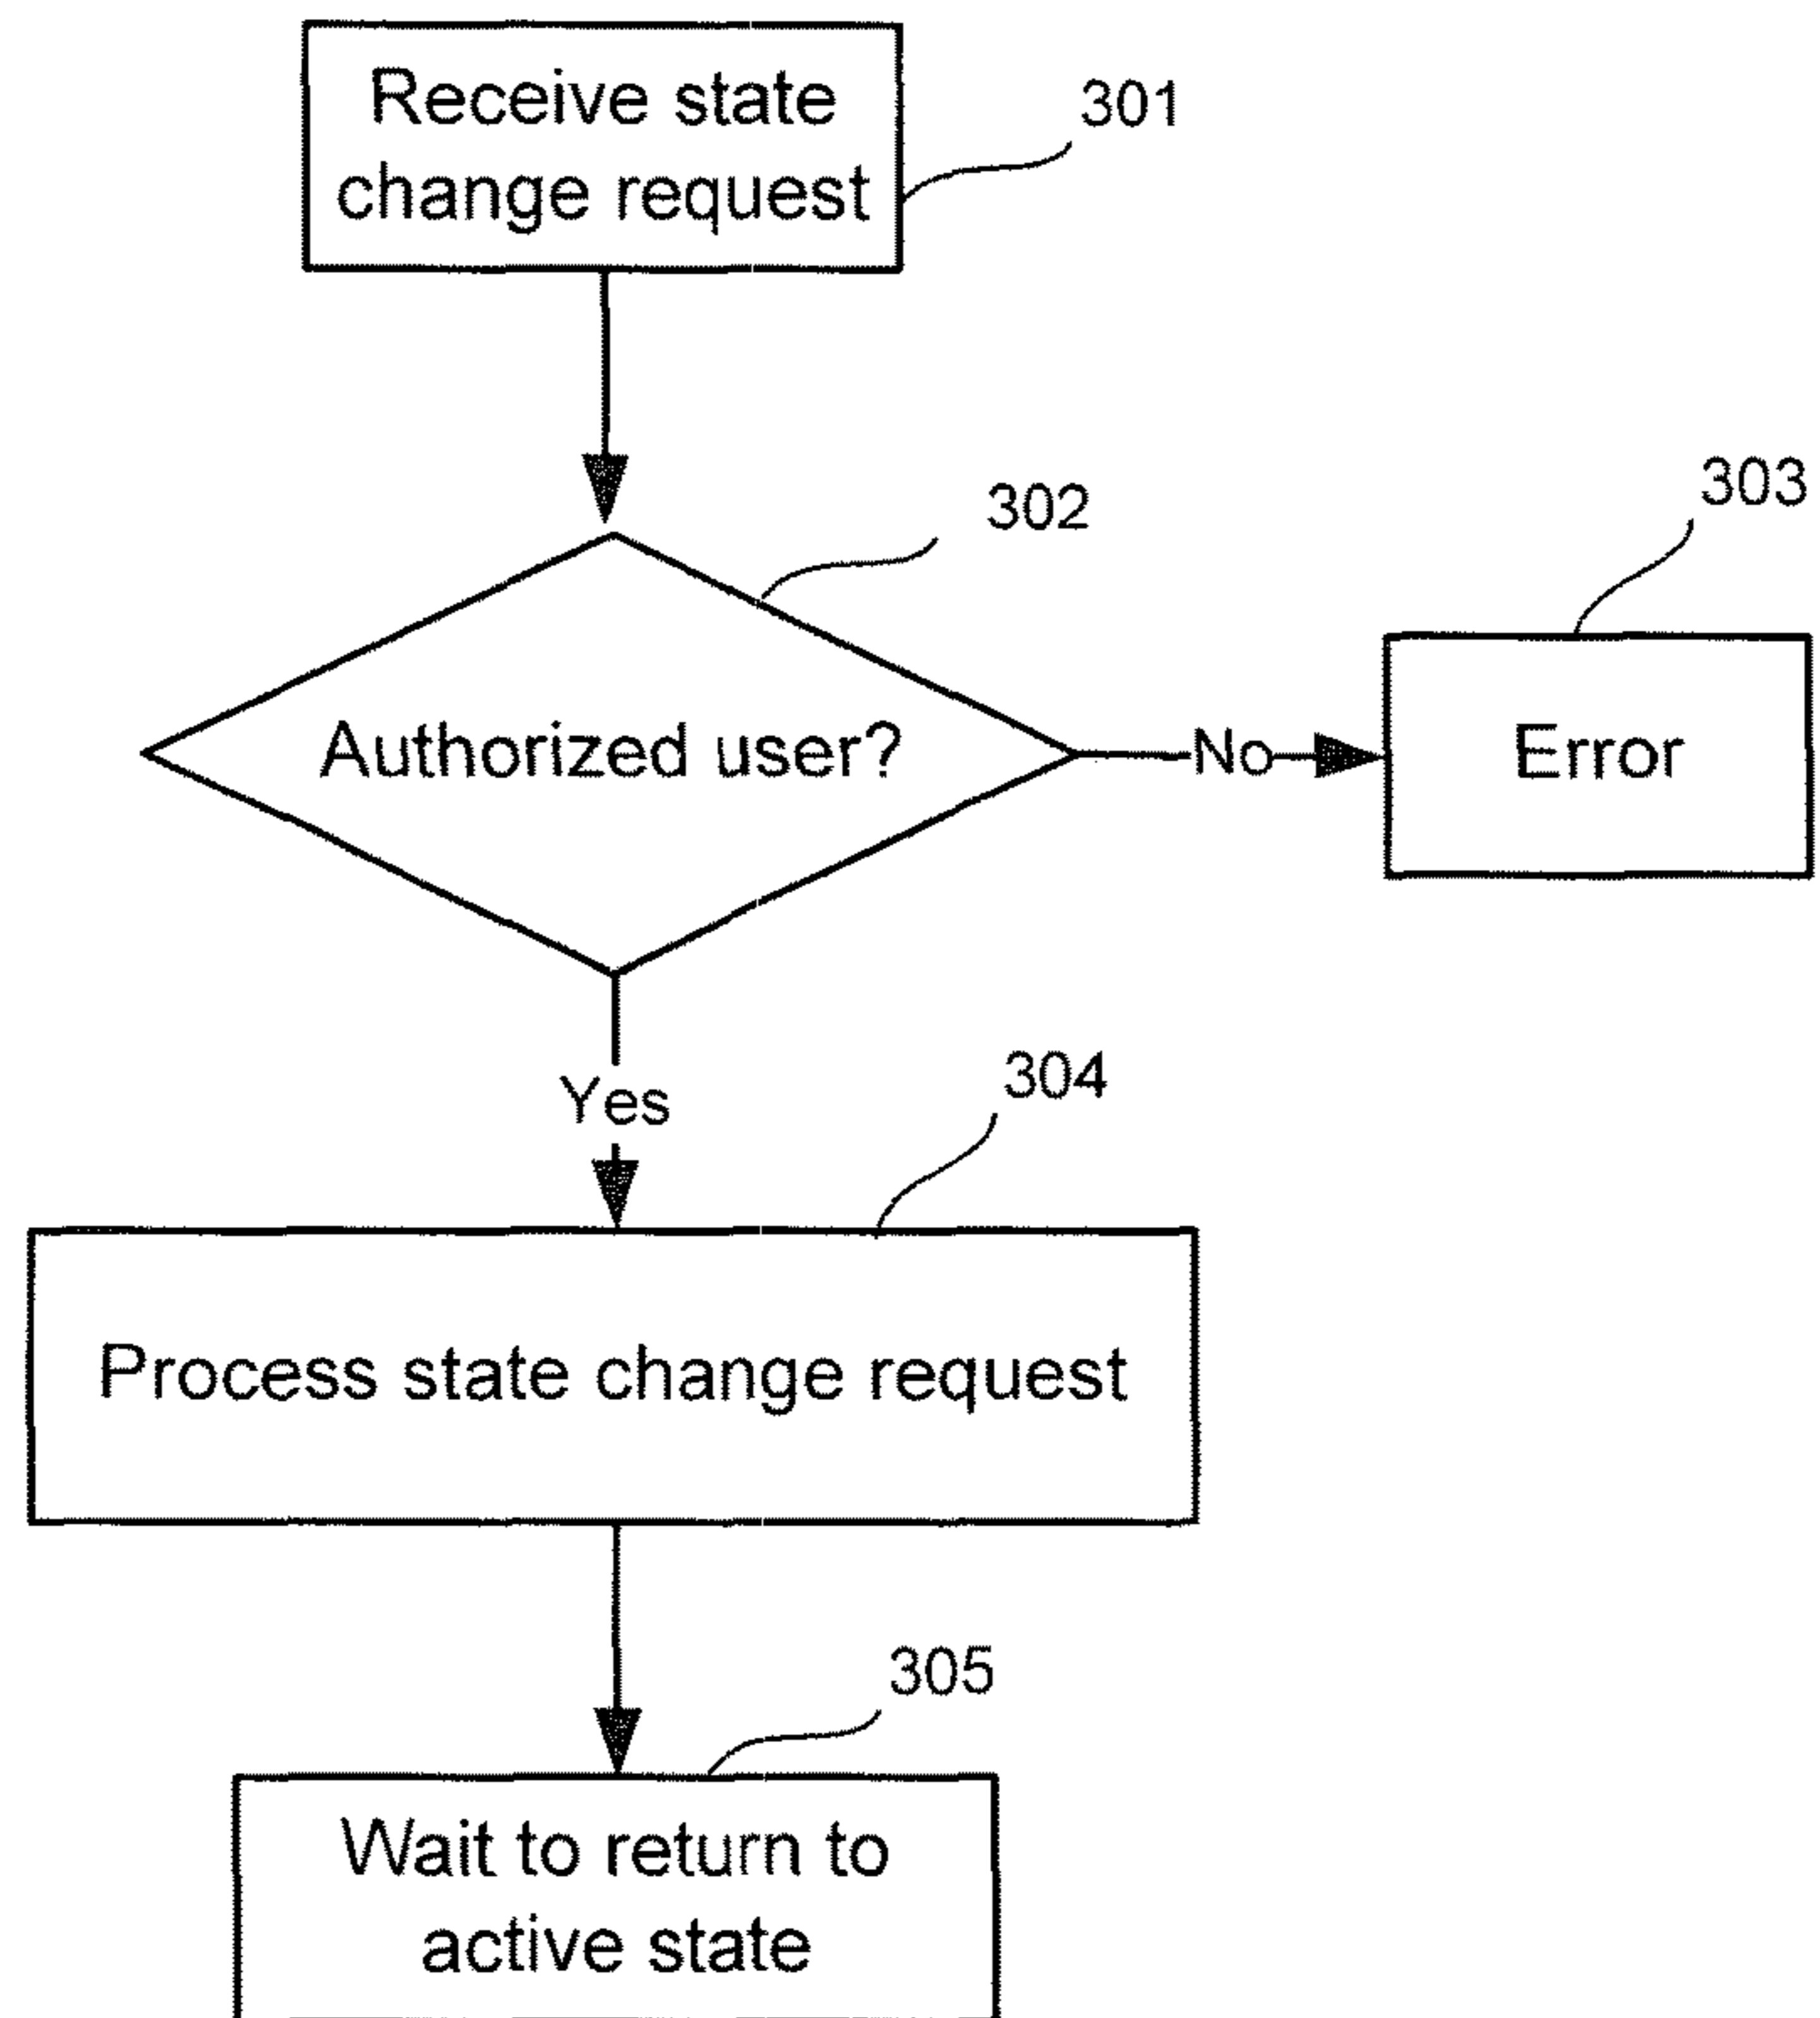 Receive state
change request
301
302
303
Authorized user?
No
Error
Yes
304
Process state change request
305
Wait to return to
active state